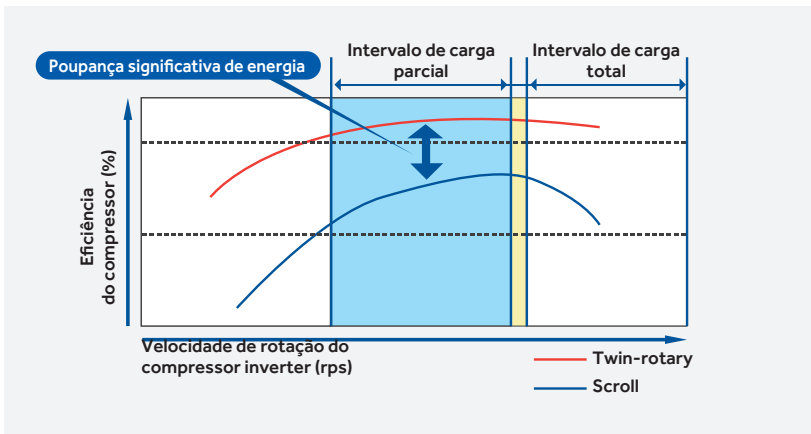 Poupança significativa de energia
Intervalo de carga
parcial
Intervalo de carga
total
Eficiência
do compressor (%)
Velocidade de rotação do
compressor inverter (rps)
Twin-rotary
Scroll